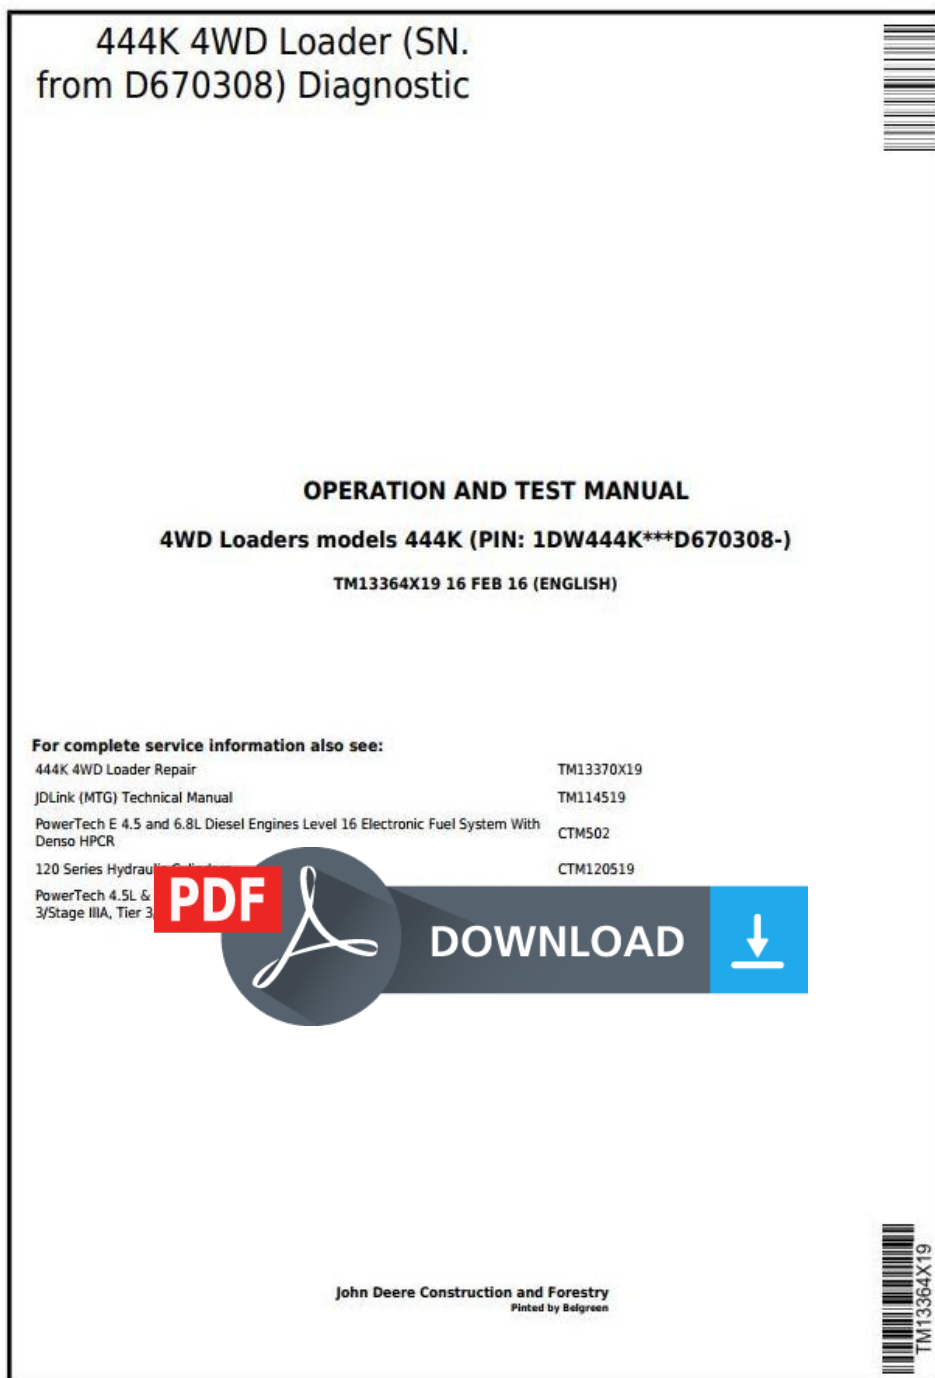 444K 4WD Loader (SN.
from D670308) Diagnostic
OPERATION AND TEST MANUAL
4WD Loaders models 444K (PIN: 1DW444K***D670308-)
TM13364X19 16 FEB 16 (ENGLISH)
For complete service information also see:
444K 4WD Loader Repair TM13370X19
JDLink (MTG) Technical Manual TM114519
PowerTech E 4.5 and 6.8L Diesel Engines Level 16 Electronic Fuel System With
Denso HPCR CTM502
120 Series Hydraulic Cylinders CTM120519
PowerTech 4.5L &
3/Stage IIIA, Tier 3
PDF
DOWNLOAD
John Deere Construction and Forestry
Pinted by Belgreen
TM13364X19